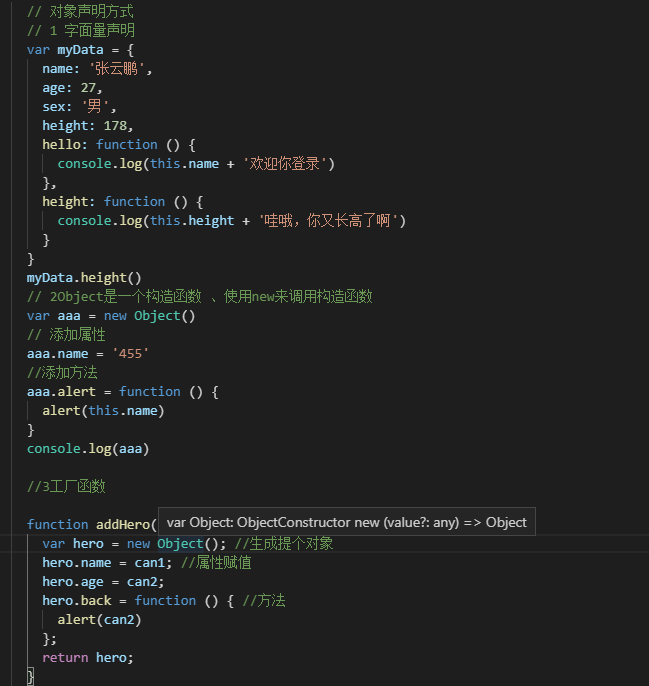 // 对象声明方式
// 1 字面量声明
var myData = {
  name: '张云鹏',
  age: 27,
  sex: '男',
  height: 178,
  hello: function () {
    console.log(this.name + '欢迎你登录')
  },
  height: function () {
    console.log(this.height + '哇哦，你又长高了啊')
  }
}
myData.height()
// 2Object是一个构造函数 、使用new来调用构造函数
var aaa = new Object()
// 添加属性
aaa.name = '455'
//添加方法
aaa.alert = function () {
  alert(this.name)
}
console.log(aaa)
//3工厂函数
var Object: ObjectConstructor new (value?: any) => Object
function addHero(
  var hero = new Object(); //生成提个对象
  hero.name = can1; //属性赋值
  hero.age = can2;
  hero.back = function () { //方法
    alert(can2)
  };
  return hero;
}